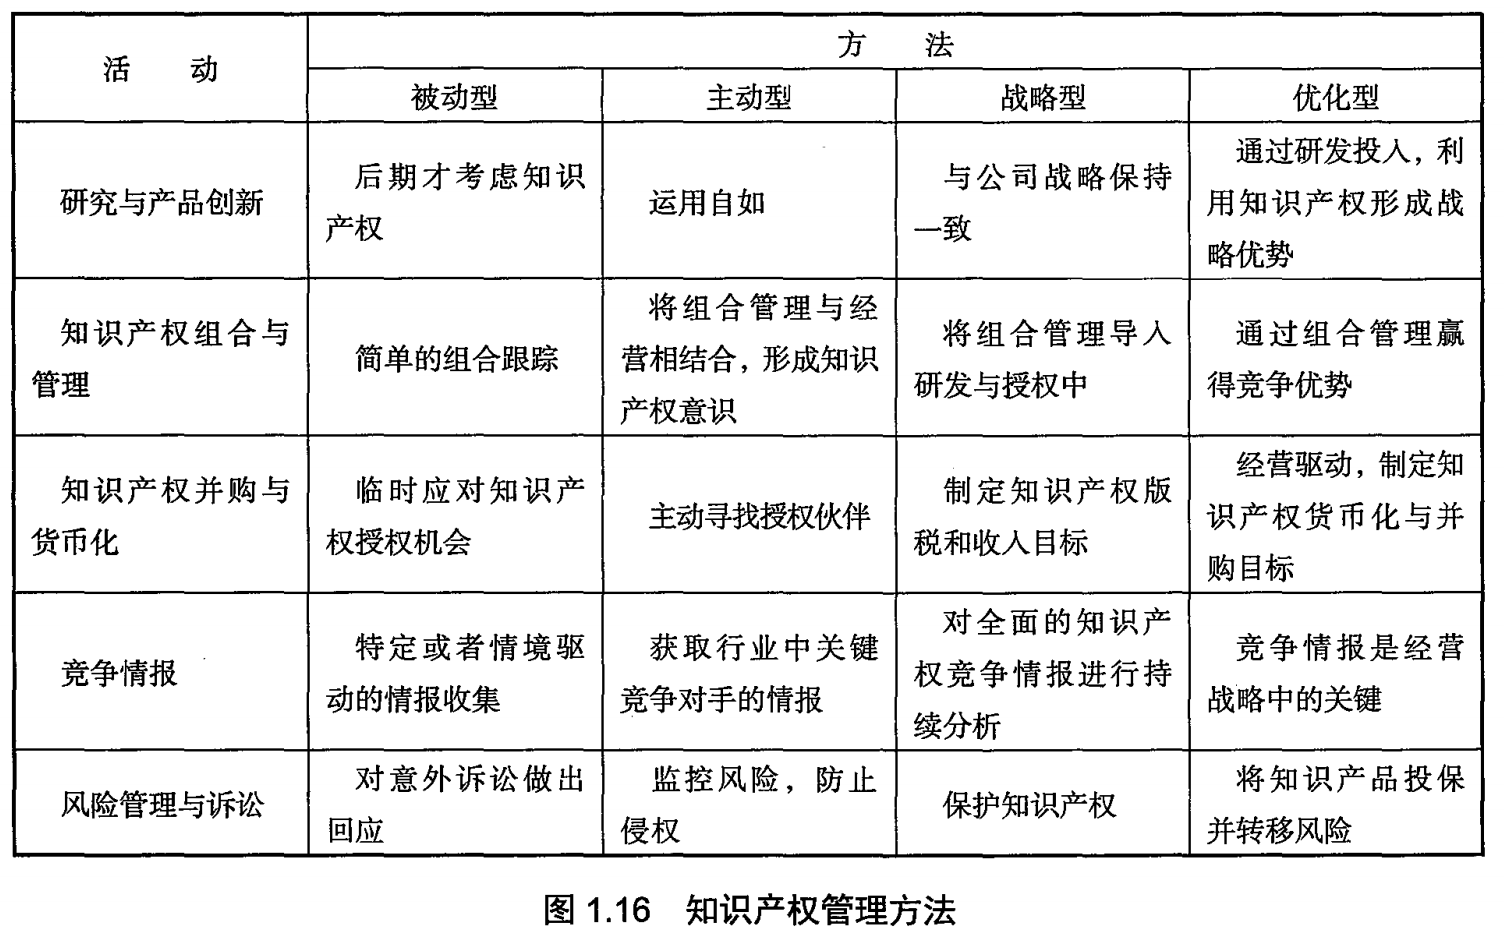 活 动
方 法
被动型
主动型
战略型
优化型
研究与产品创新
后期才考虑知识
产权
运用自如
与公司战略保持
一致
通过研发投入，利
用知识产权形成战
略优势
知识产权组合与
管理
简单的组合跟踪
将组合管理与经
营相结合，形成知识
产权意识
将组合管理导入
研发与授权中
通过组合管理赢
得竞争优势
知识产权并购与
货币化
临时应对知识产
权授权机会
主动寻找授权伙伴
制定知识产权版
税和收入目标
经营驱动，制定知
识产权货币化与并
购目标
竞争情报
特定或者情境驱
动的情报收集
获取行业中关键
竞争对手的情报
对全面的知识产
权竞争情报进行持
续分析
竞争情报是经营
战略中的关键
风险管理与诉讼
对意外诉讼做出
回应
监控风险，防止
侵权
保护知识产权
将知识产品投保
并转移风险
图 1.16 知识产权管理方法